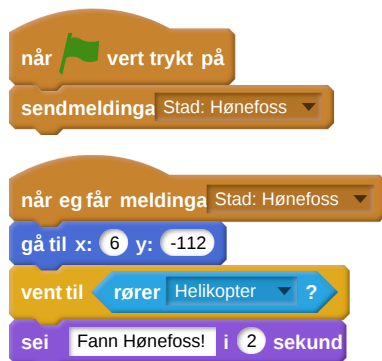 når vert trykt på
sendmeldinga Stad: Hønefoss
når eg får meldinga Stad: Hønefoss
gå til x: 6 y: -112
vent til rører Helikopter ?
sei Fann Hønefoss! i 2 sekund